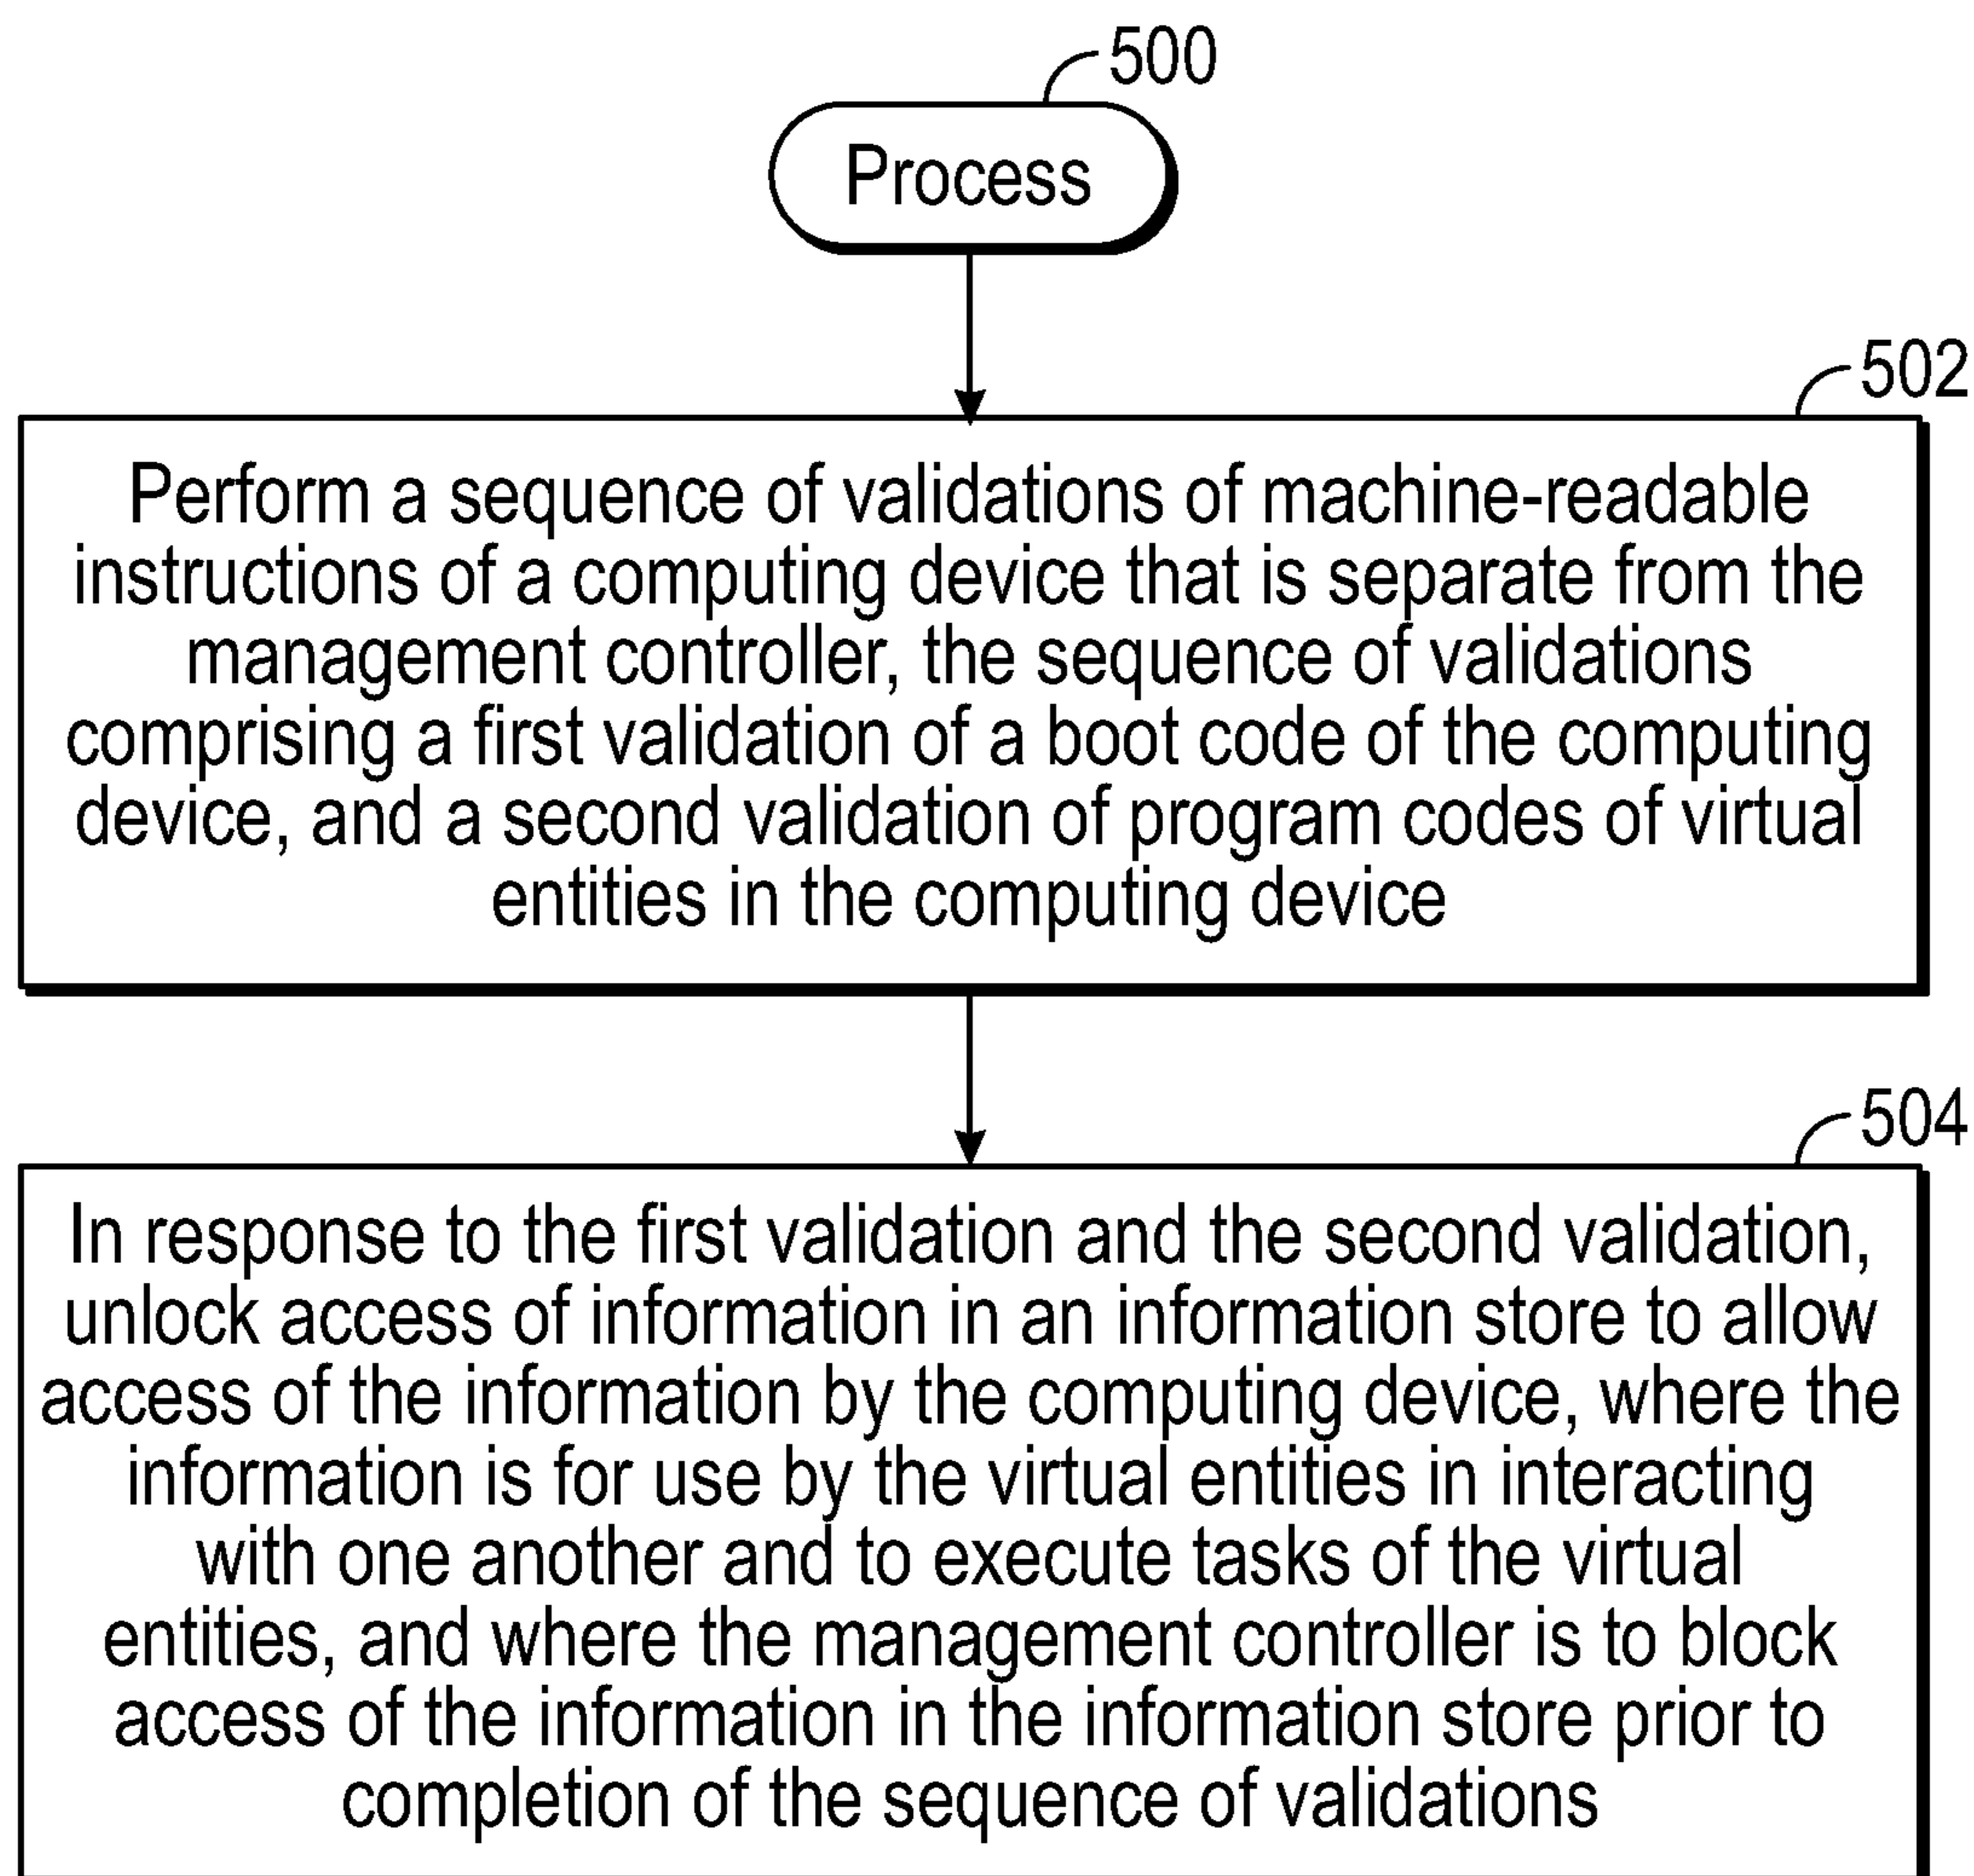 500
Process
502
Perform a sequence of validations of machine-readable
instructions of a computing device that is separate from the
management controller, the sequence of validations
comprising a first validation of a boot code of the computing
device, and a second validation of program codes of virtual
entities in the computing device
504
In response to the first validation and the second validation,
unlock access of information in an information store to allow
access of the information by the computing device, where the
information is for use by the virtual entities in interacting
with one another and to execute tasks of the virtual
entities, and where the management controller is to block
access of the information in the information store prior to
completion of the sequence of validations